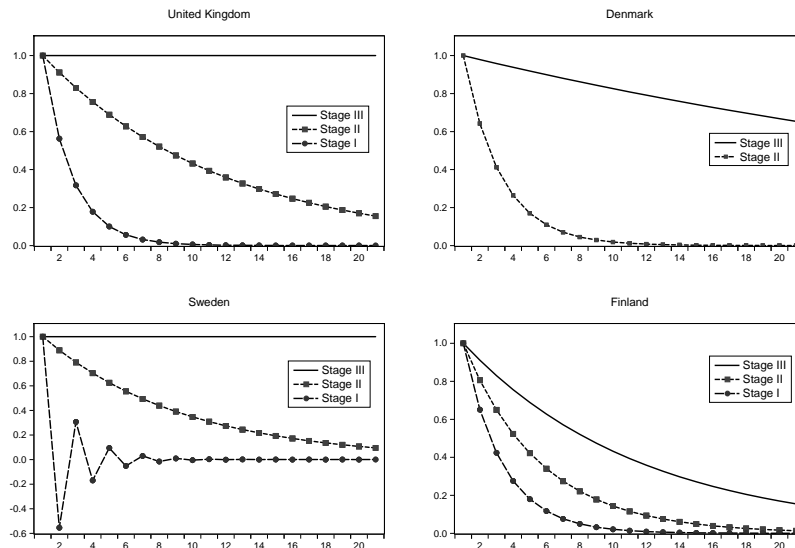 United Kingdom
1.0
0.8
0.6
0.4
0.2
0.0
Stage III
Stage II
Stage I
2 4 6 8 10 12 14 16 18 20
Denmark
1.0
0.8
0.6
0.4
0.2
0.0
Stage III
Stage II
2 4 6 8 10 12 14 16 18 20
Sweden
1.0
0.8
0.6
0.4
0.2
0.0
-0.2
-0.4
-0.6
Stage III
Stage II
Stage I
2 4 6 8 10 12 14 16 18 20
Finland
1.0
0.8
0.6
0.4
0.2
0.0
Stage III
Stage II
Stage I
2 4 6 8 10 12 14 16 18 20